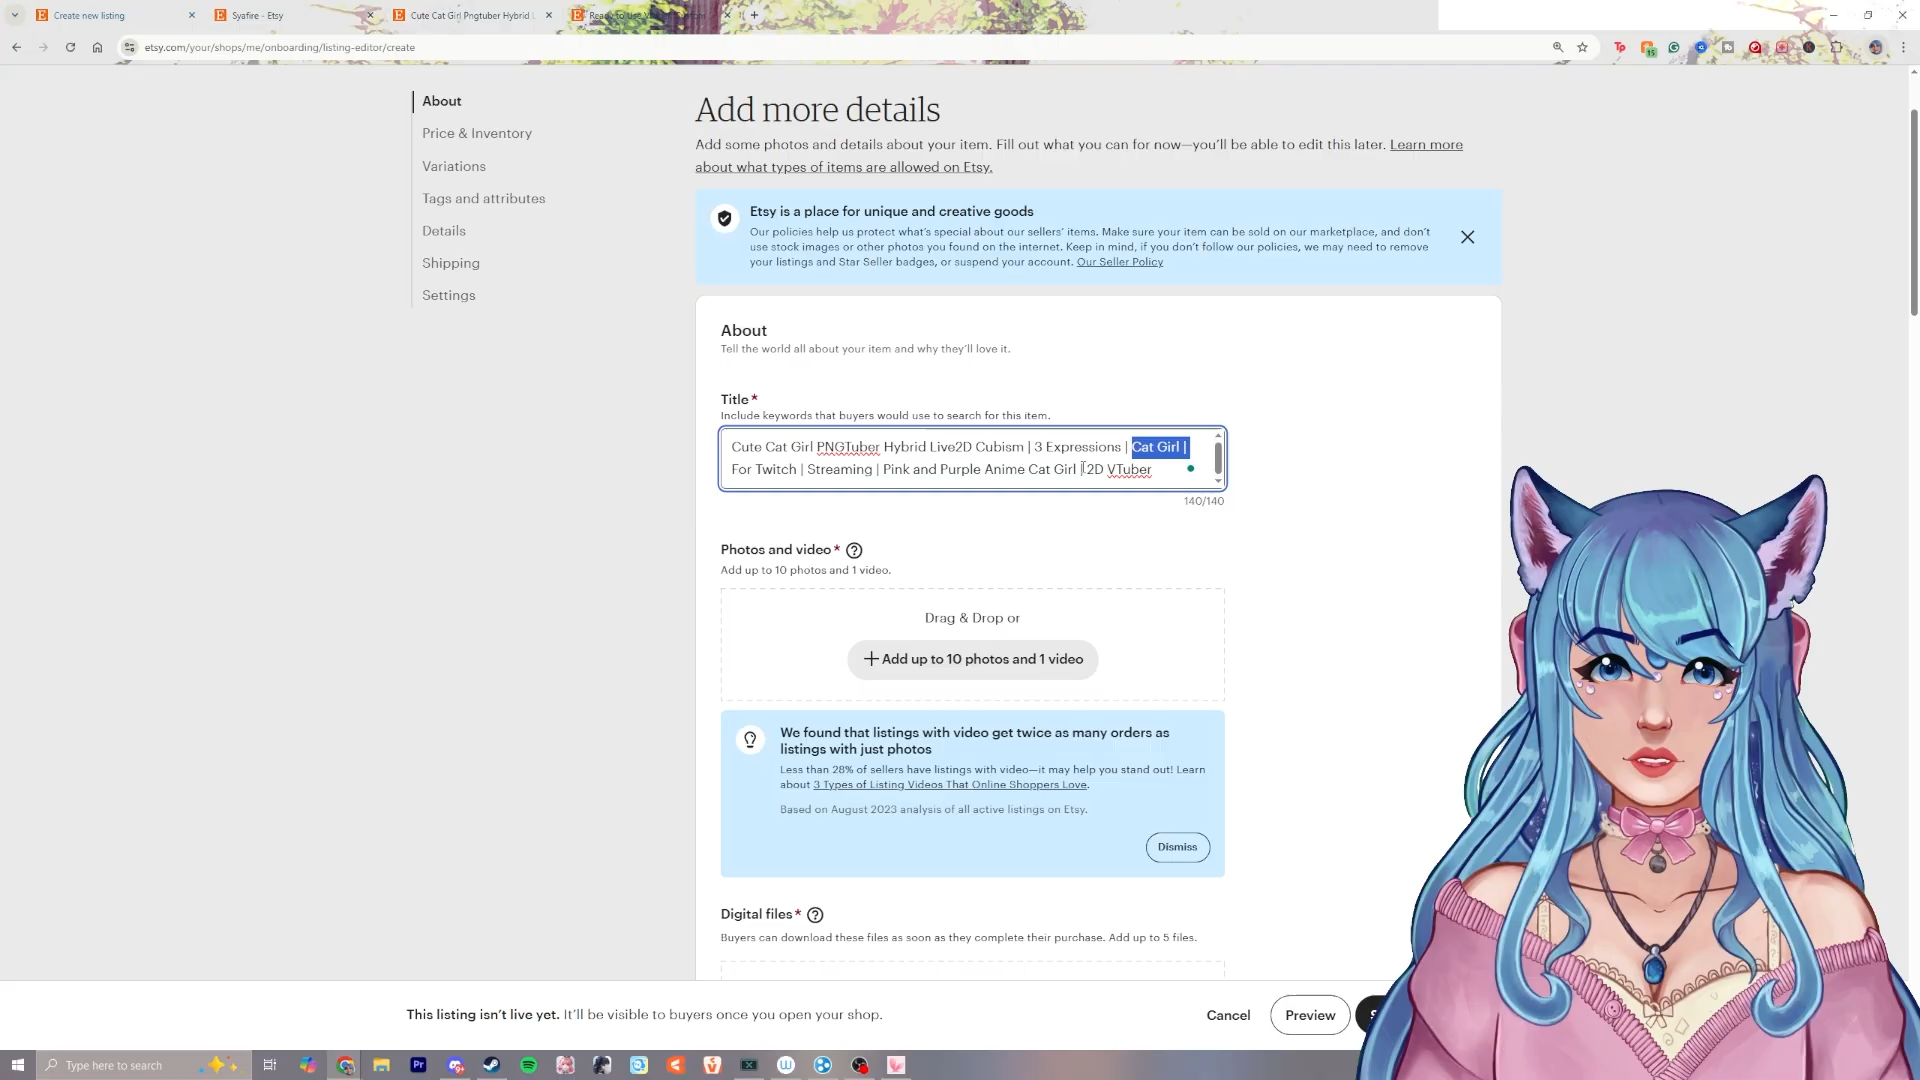 Create new listing
Syafire - Etsy
Cute Cat Girl Pngtuber Hybrid L
etsy.com/your/shops/me/onboarding/listing-editor/create
About
Price & Inventory
Variations
Tags and attributes
Details
Shipping
Settings
Add more details
Add some photos and details about your item. Fill out what you can for now—you'll be able to edit this later. Learn more
about what types of items are allowed on Etsy.
Etsy is a place for unique and creative goods
Our policies help us protect what's special about our sellers' items. Make sure your item can be sold on our marketplace, and don't
use stock images or other photos you found on the internet. Keep in mind, if you don't follow our policies, we may need to remove
your listings and Star Seller badges, or suspend your account. Our Seller Policy
About
Tell the world all about your item and why they'll love it.
Title*
Include keywords that buyers would use to search for this item.
Cute Cat Girl PNGTuber Hybrid Live2D Cubism | 3 Expressions | Cat Girl |
For Twitch | Streaming | Pink and Purple Anime Cat Girl | 2D VTuber
140/140
Photos and video*
Add up to 10 photos and 1 video.
Drag & Drop or
Add up to 10 photos and 1 video
We found that listings with video get twice as many orders as
listings with just photos
Less than 28% of sellers have listings with video—it may help you stand out! Learn
about 3 Types of Listing Videos That Online Shoppers Love.
Based on August 2023 analysis of all active listings on Etsy.
Dismiss
Digital files*
Buyers can download these files as soon as they complete their purchase. Add up to 5 files.
This listing isn't live yet. It'll be visible to buyers once you open your shop.
Cancel
Preview
Type here to search